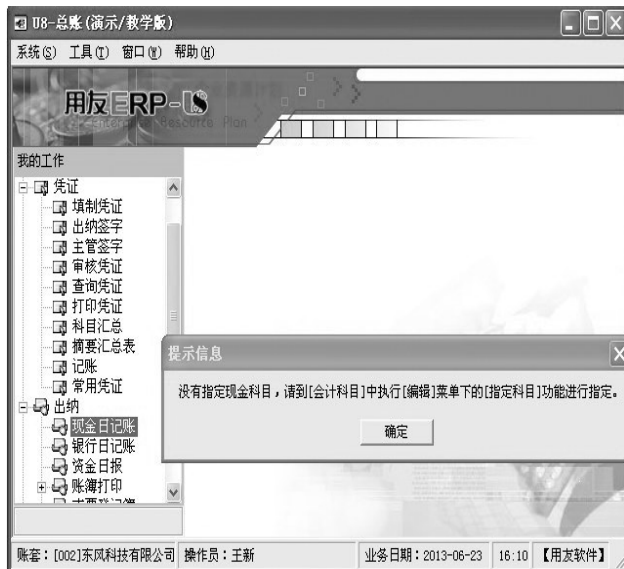 U8-总账(演示/教学版)
系统(S) 工具(T) 窗口(W) 帮助(H)
用友ERP-U8
Enterprise Resource Plan
我的工作
凭证
填制凭证
出纳签字
主管签字
审核凭证
查询凭证
打印凭证
科目汇总
摘要汇总表
记账
常用凭证
出纳
现金日记账
银行日记账
资金日报
账簿打印
提示信息
没有指定现金科目，请到[会计科目]中执行[编辑]菜单下的[指定科目]功能进行指定。
确定
账套：[002]东风科技有限公司 操作员：王新 业务日期：2013-06-23 16:10 【用友软件】